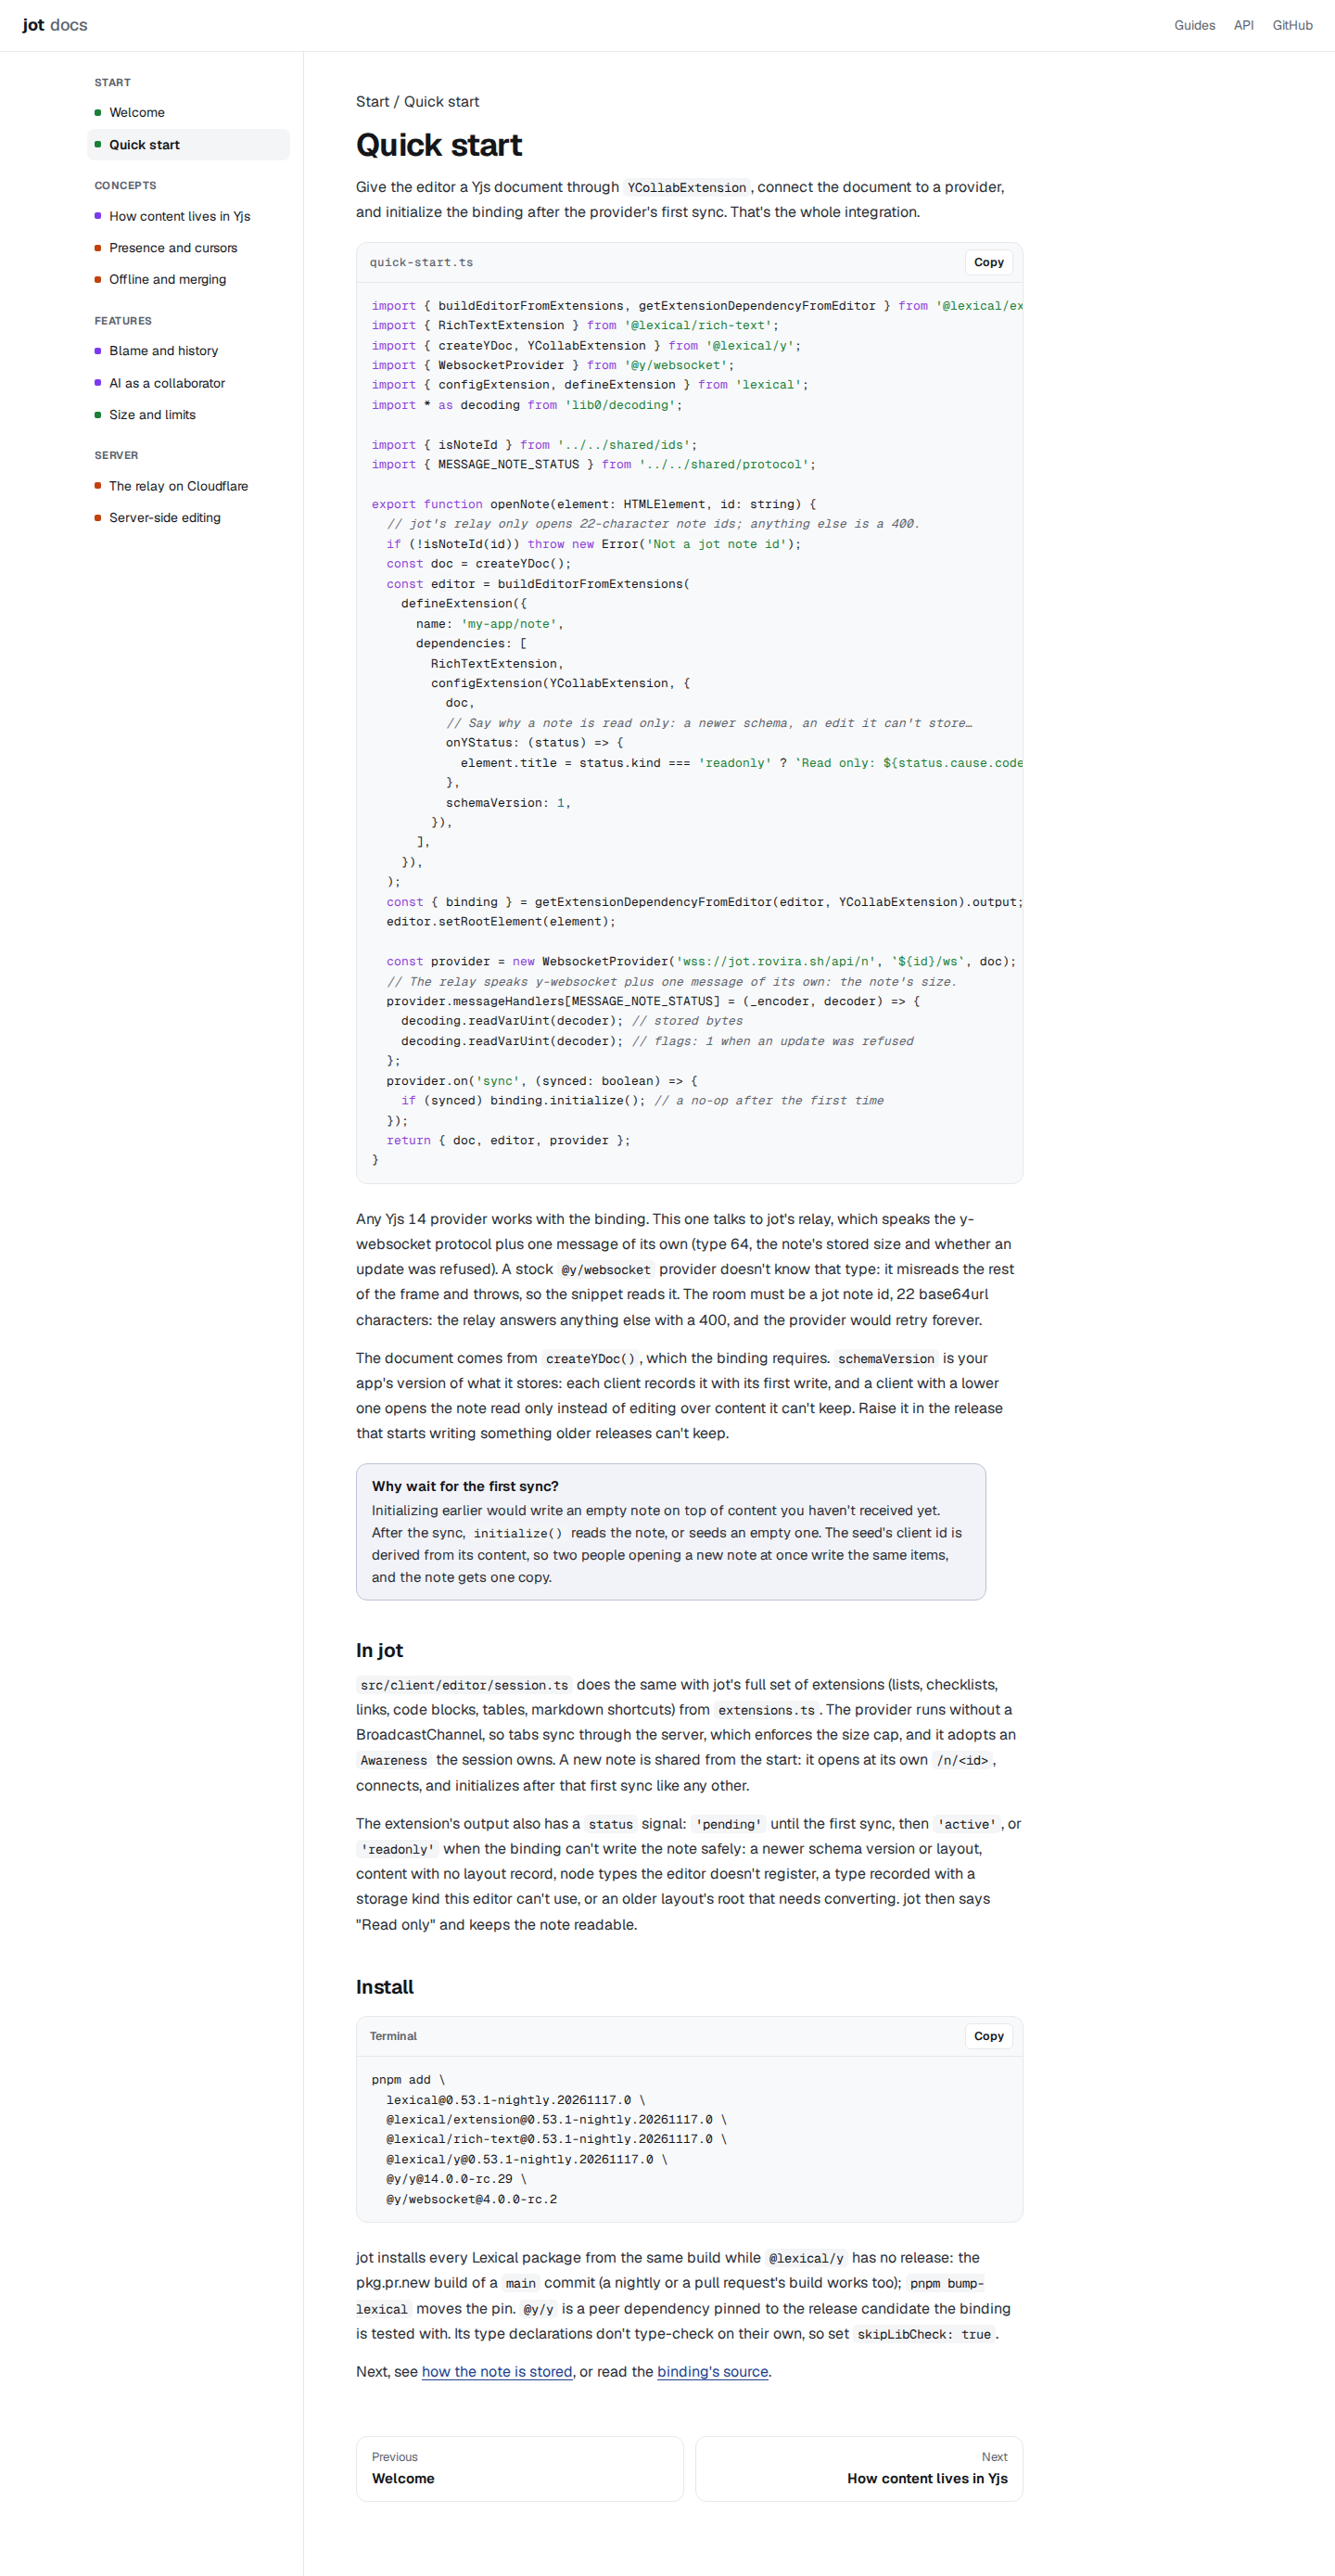 jot docs
Guides
API
GitHub
START
Welcome
Quick start
CONCEPTS
How content lives in Yjs
Presence and cursors
Offline and merging
FEATURES
Blame and history
AI as a collaborator
Size and limits
SERVER
The relay on Cloudflare
Server-side editing
Start / Quick start
Quick start
Give the editor a Yjs document through YCollabExtension, connect the document to a provider,
and initialize the binding after the provider's first sync. That's the whole integration.
quick-start.ts
Copy
import { buildEditorFromExtensions, getExtensionDependencyFromEditor } from '@lexical/ex
import { RichTextExtension } from '@lexical/rich-text';
import { createYDoc, YCollabExtension } from '@lexical/y';
import { WebsocketProvider } from '@y/websocket';
import { configExtension, defineExtension } from 'lexical';
import * as decoding from 'lib0/decoding';
import { isNoteId } from '../../shared/ids';
import { MESSAGE_NOTE_STATUS } from '../../shared/protocol';
export function openNote(element: HTMLElement, id: string) {
  // jot's relay only opens 22-character note ids; anything else is a 400.
  if (!isNoteId(id)) throw new Error('Not a jot note id');
  const doc = createYDoc();
  const editor = buildEditorFromExtensions(
    defineExtension({
      name: 'my-app/note',
      dependencies: [
        RichTextExtension,
        configExtension(YCollabExtension, {
          doc,
          // Say why a note is read only: a newer schema, an edit it can't store…
          onYStatus: (status) => {
            element.title = status.kind === 'readonly' ? `Read only: ${status.cause.code
          },
          schemaVersion: 1,
        }),
      ],
    }),
  );
  const { binding } = getExtensionDependencyFromEditor(editor, YCollabExtension).output;
  editor.setRootElement(element);
  const provider = new WebsocketProvider('wss://jot.rovira.sh/api/n', `${id}/ws`, doc);
  // The relay speaks y-websocket plus one message of its own: the note's size.
  provider.messageHandlers[MESSAGE_NOTE_STATUS] = (_encoder, decoder) => {
    decoding.readVarUint(decoder); // stored bytes
    decoding.readVarUint(decoder); // flags: 1 when an update was refused
  };
  provider.on('sync', (synced: boolean) => {
    if (synced) binding.initialize(); // a no-op after the first time
  });
  return { doc, editor, provider };
}
Any Yjs 14 provider works with the binding. This one talks to jot's relay, which speaks the y-
websocket protocol plus one message of its own (type 64, the note's stored size and whether an
update was refused). A stock @y/websocket provider doesn't know that type: it misreads the rest
of the frame and throws, so the snippet reads it. The room must be a jot note id, 22 base64url
characters: the relay answers anything else with a 400, and the provider would retry forever.
The document comes from createYDoc(), which the binding requires. schemaVersion is your
app's version of what it stores: each client records it with its first write, and a client with a lower
one opens the note read only instead of editing over content it can't keep. Raise it in the release
that starts writing something older releases can't keep.
Why wait for the first sync?
Initializing earlier would write an empty note on top of content you haven't received yet.
After the sync, initialize() reads the note, or seeds an empty one. The seed's client id is
derived from its content, so two people opening a new note at once write the same items,
and the note gets one copy.
In jot
src/client/editor/session.ts does the same with jot's full set of extensions (lists, checklists,
links, code blocks, tables, markdown shortcuts) from extensions.ts. The provider runs without a
BroadcastChannel, so tabs sync through the server, which enforces the size cap, and it adopts an
Awareness the session owns. A new note is shared from the start: it opens at its own /n/<id>,
connects, and initializes after that first sync like any other.
The extension's output also has a status signal: 'pending' until the first sync, then 'active', or
'readonly' when the binding can't write the note safely: a newer schema version or layout,
content with no layout record, node types the editor doesn't register, a type recorded with a
storage kind this editor can't use, or an older layout's root that needs converting. jot then says
"Read only" and keeps the note readable.
Install
Terminal
Copy
pnpm add \
  lexical@0.53.1-nightly.20261117.0 \
  @lexical/extension@0.53.1-nightly.20261117.0 \
  @lexical/rich-text@0.53.1-nightly.20261117.0 \
  @lexical/y@0.53.1-nightly.20261117.0 \
  @y/y@14.0.0-rc.29 \
  @y/websocket@4.0.0-rc.2
jot installs every Lexical package from the same build while @lexical/y has no release: the
pkg.pr.new build of a main commit (a nightly or a pull request's build works too); pnpm bump-
lexical moves the pin. @y/y is a peer dependency pinned to the release candidate the binding
is tested with. Its type declarations don't type-check on their own, so set skipLibCheck: true.
Next, see how the note is stored, or read the binding's source.
Previous
Welcome
Next
How content lives in Yjs